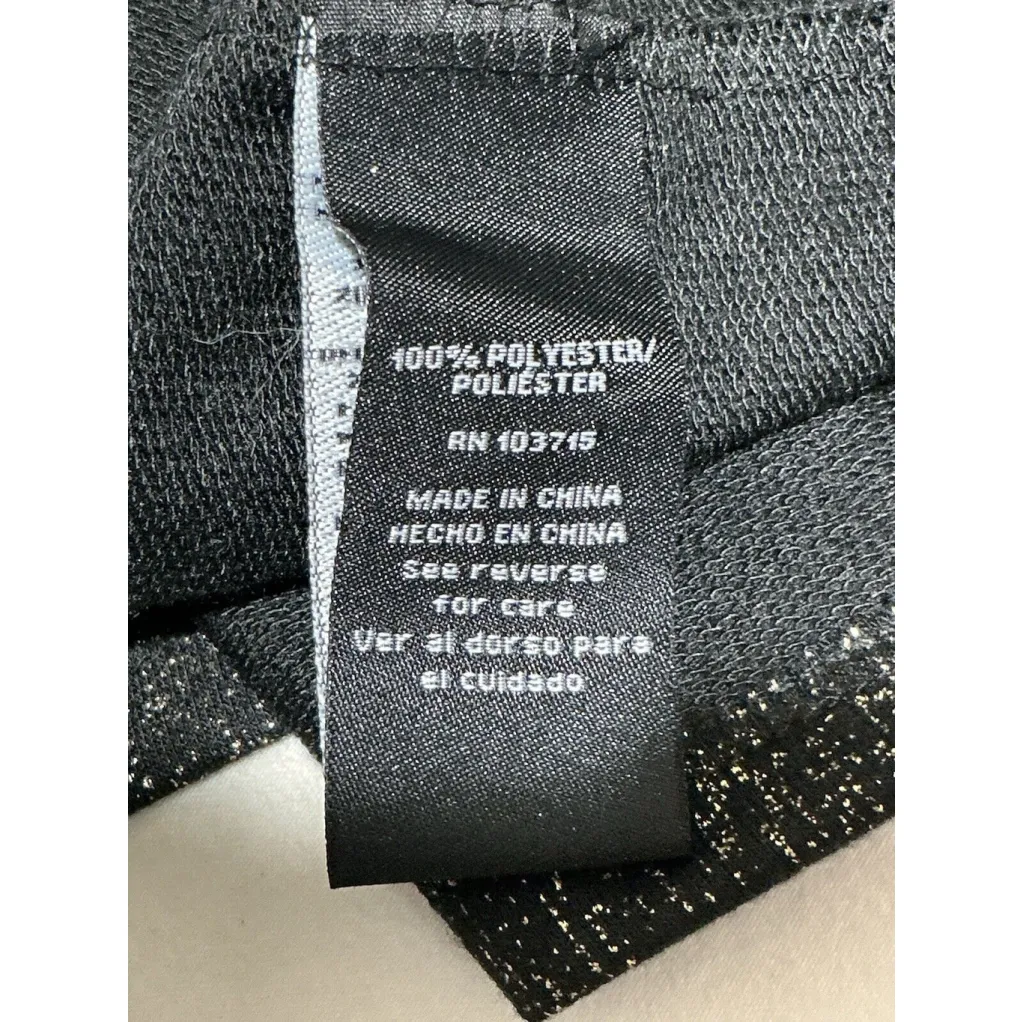 100% POLYESTER/
POLIÉSTER
RN 103715
MADE IN CHINA
HECHO EN CHINA
See reverse
for care
Ver al dorso para
el cuidado